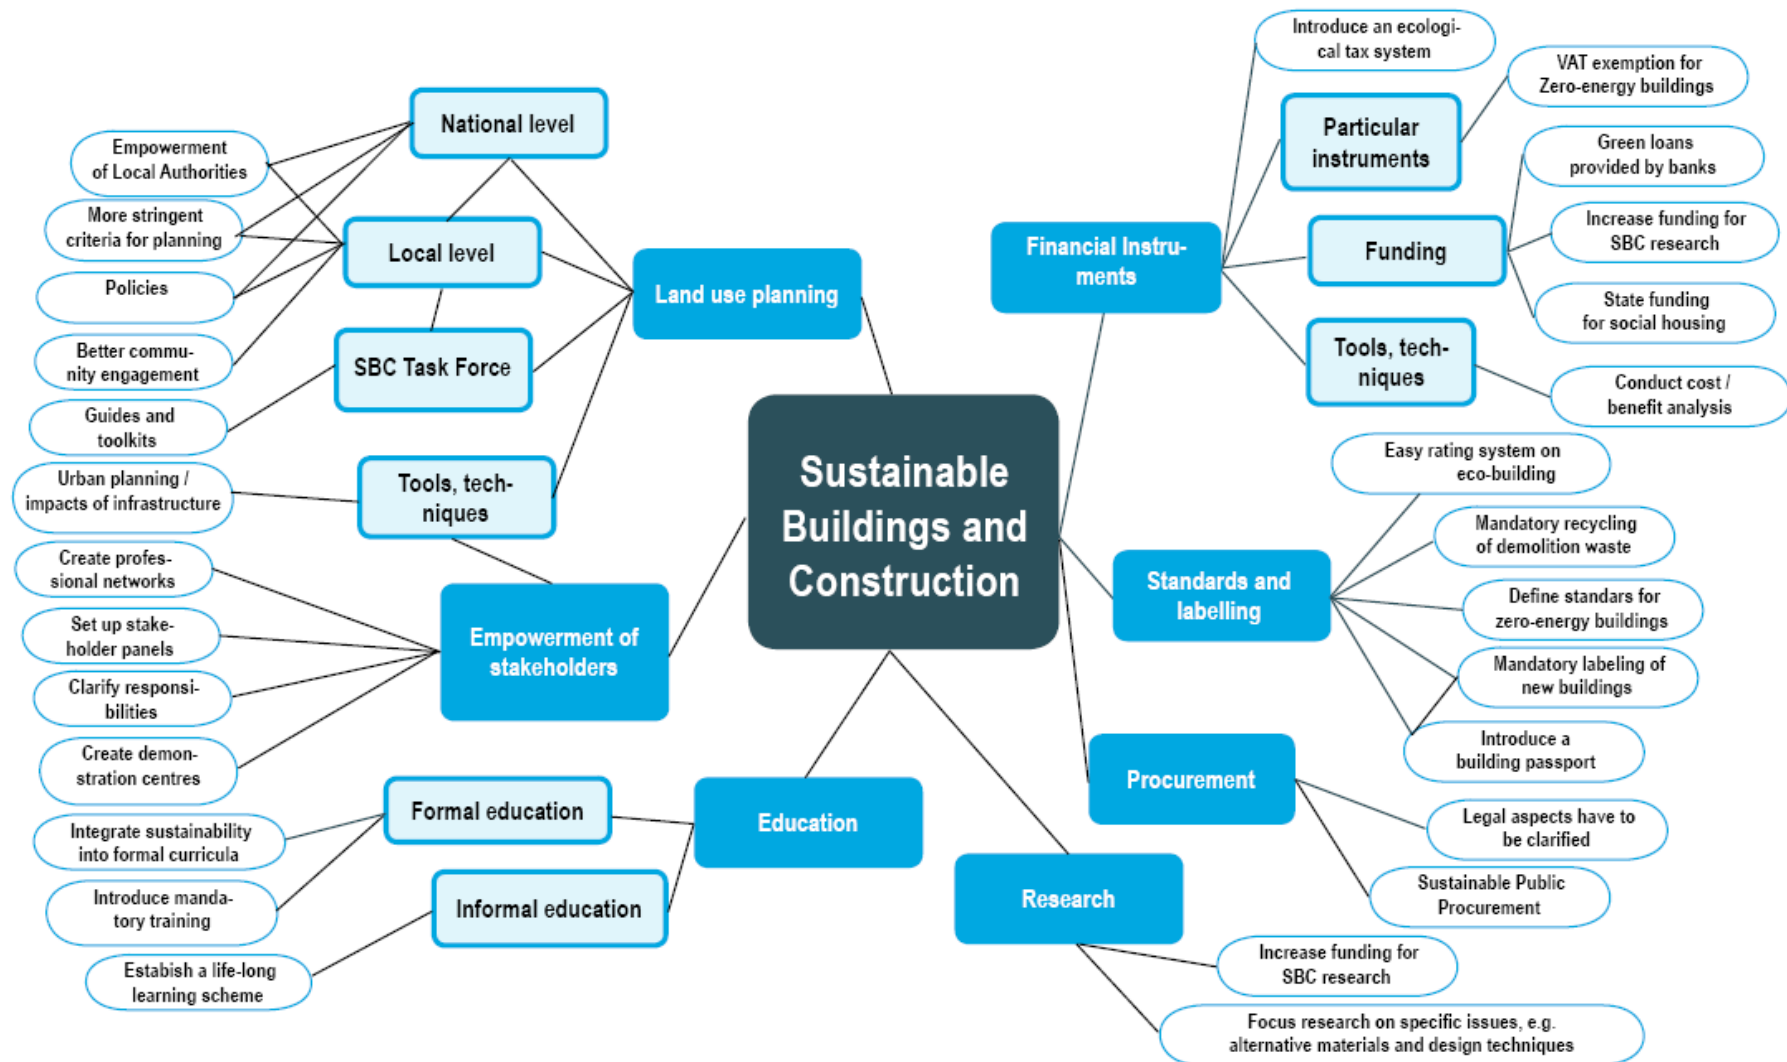 Sustainable
Buildings and
Construction
Land use planning
National level
Local level
SBC Task Force
Tools, tech-
niques
Empowerment
of Local Authorities
More stringent
criteria for planning
Policies
Better commu-
nity engagement
Guides and
toolkits
Urban planning /
impacts of infrastructure
Empowerment of
stakeholders
Create profes-
sional networks
Set up stake-
holder panels
Clarify responsi-
bilities
Create demon-
stration centres
Education
Formal education
Integrate sustainability
into formal curricula
Introduce manda-
tory training
Informal education
Estabish a life-long
learning scheme
Financial Instru-
ments
Introduce an ecologi-
cal tax system
Particular
instruments
VAT exemption for
Zero-energy buildings
Funding
Green loans
provided by banks
Increase funding for
SBC research
State funding
for social housing
Tools, tech-
niques
Conduct cost /
benefit analysis
Standards and
labelling
Easy rating system on
eco-building
Mandatory recycling
of demolition waste
Define standars for
zero-energy buildings
Mandatory labeling of
new buildings
Introduce a
building passport
Procurement
Legal aspects have to
be clarified
Sustainable Public
Procurement
Research
Increase funding for
SBC research
Focus research on specific issues, e.g.
alternative materials and design techniques